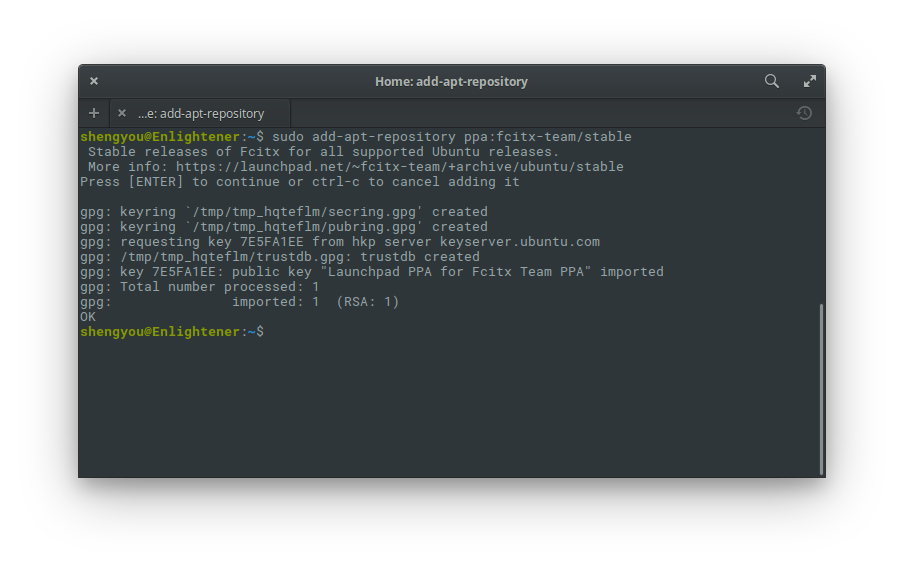 Home: add-apt-repository
...e: add-apt-repository
shengyou@Enlightener:~$ sudo add-apt-repository ppa:fcitx-team/stable
 Stable releases of Fcitx for all supported Ubuntu releases.
 More info: https://launchpad.net/~fcitx-team/+archive/ubuntu/stable
Press [ENTER] to continue or ctrl-c to cancel adding it
gpg: keyring `/tmp/tmp_hqteflm/secring.gpg' created
gpg: keyring `/tmp/tmp_hqteflm/pubring.gpg' created
gpg: requesting key 7E5FA1EE from hkp server keyserver.ubuntu.com
gpg: /tmp/tmp_hqteflm/trustdb.gpg: trustdb created
gpg: key 7E5FA1EE: public key "Launchpad PPA for Fcitx Team PPA" imported
gpg: Total number processed: 1
gpg:               imported: 1  (RSA: 1)
OK
shengyou@Enlightener:~$